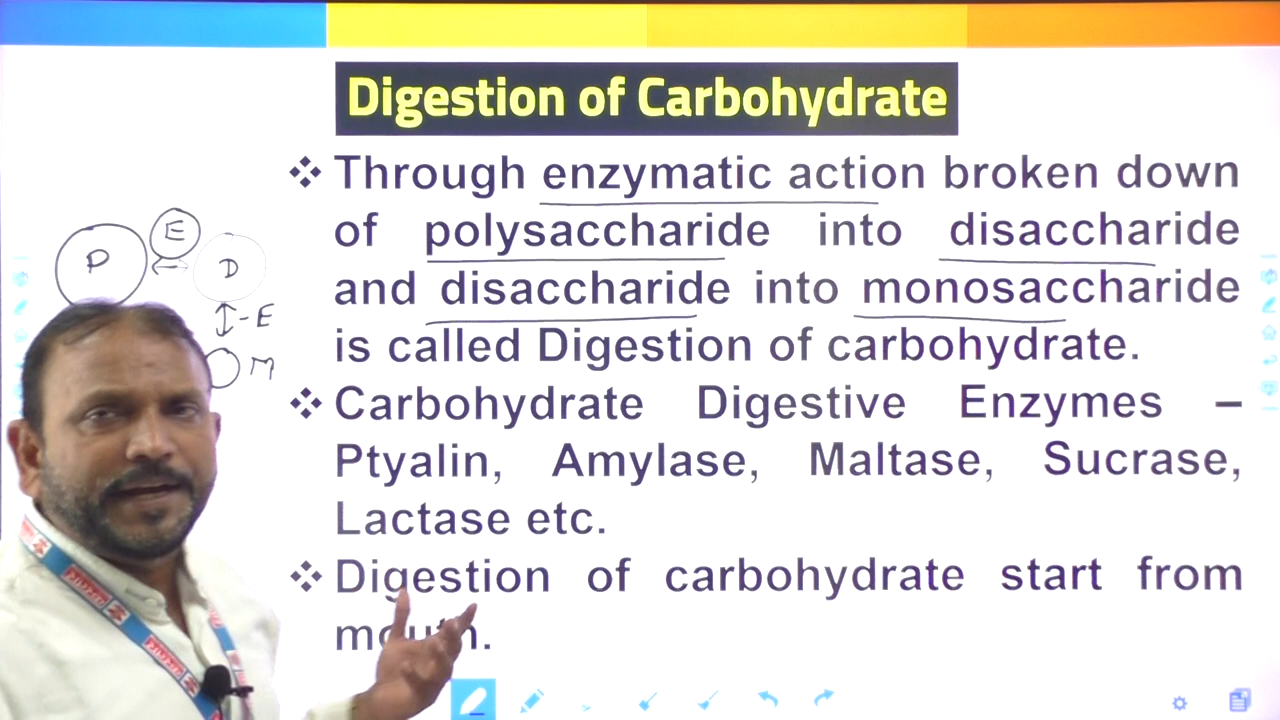 Digestion of Carbohydrate
❖ Through enzymatic action broken down
of polysaccharide into disaccharide
and disaccharide into monosaccharide
is called Digestion of carbohydrate.
❖ Carbohydrate Digestive Enzymes –
Ptyalin, Amylase, Maltase, Sucrase,
Lactase etc.
❖ Digestion of carbohydrate start from
mouth.
P
E
D
-E
M